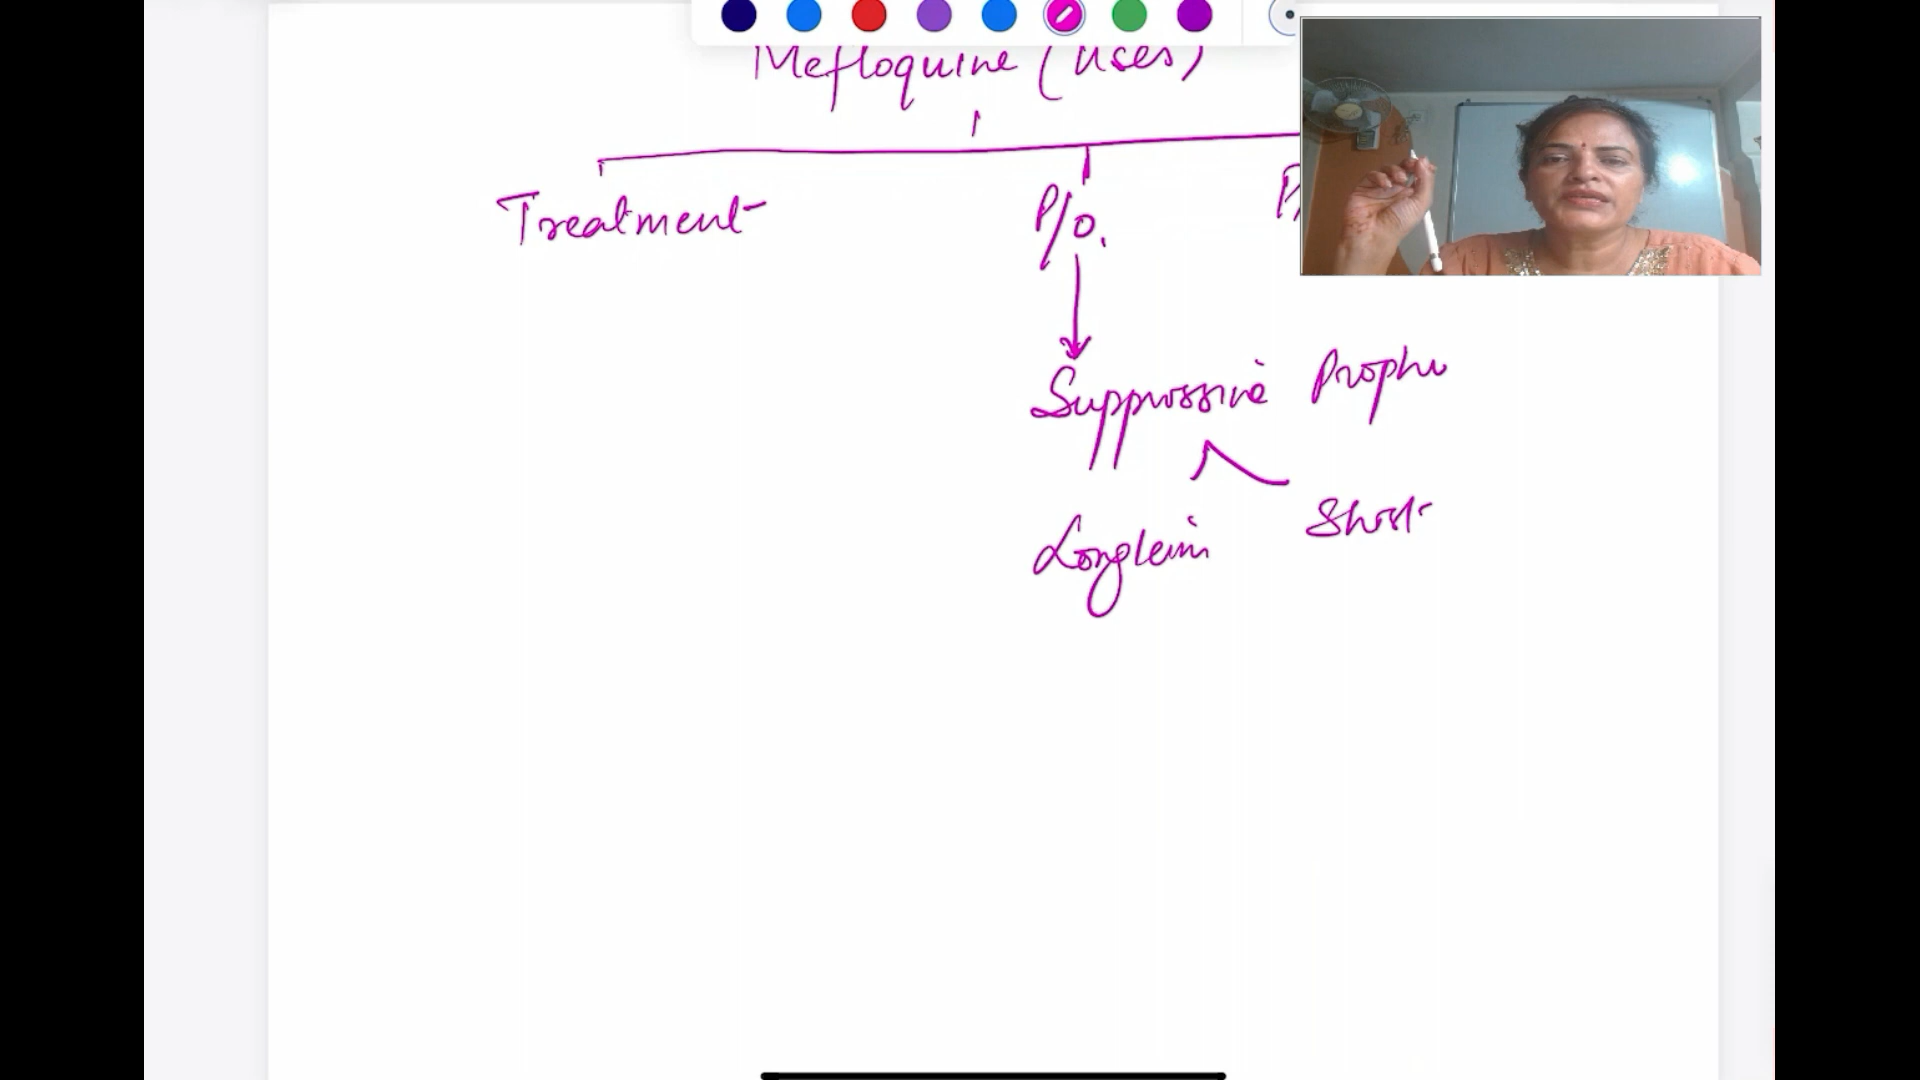 Mefloquine (Uses)
Treatment P/o.
Suppressive Prophy
Longterm Short